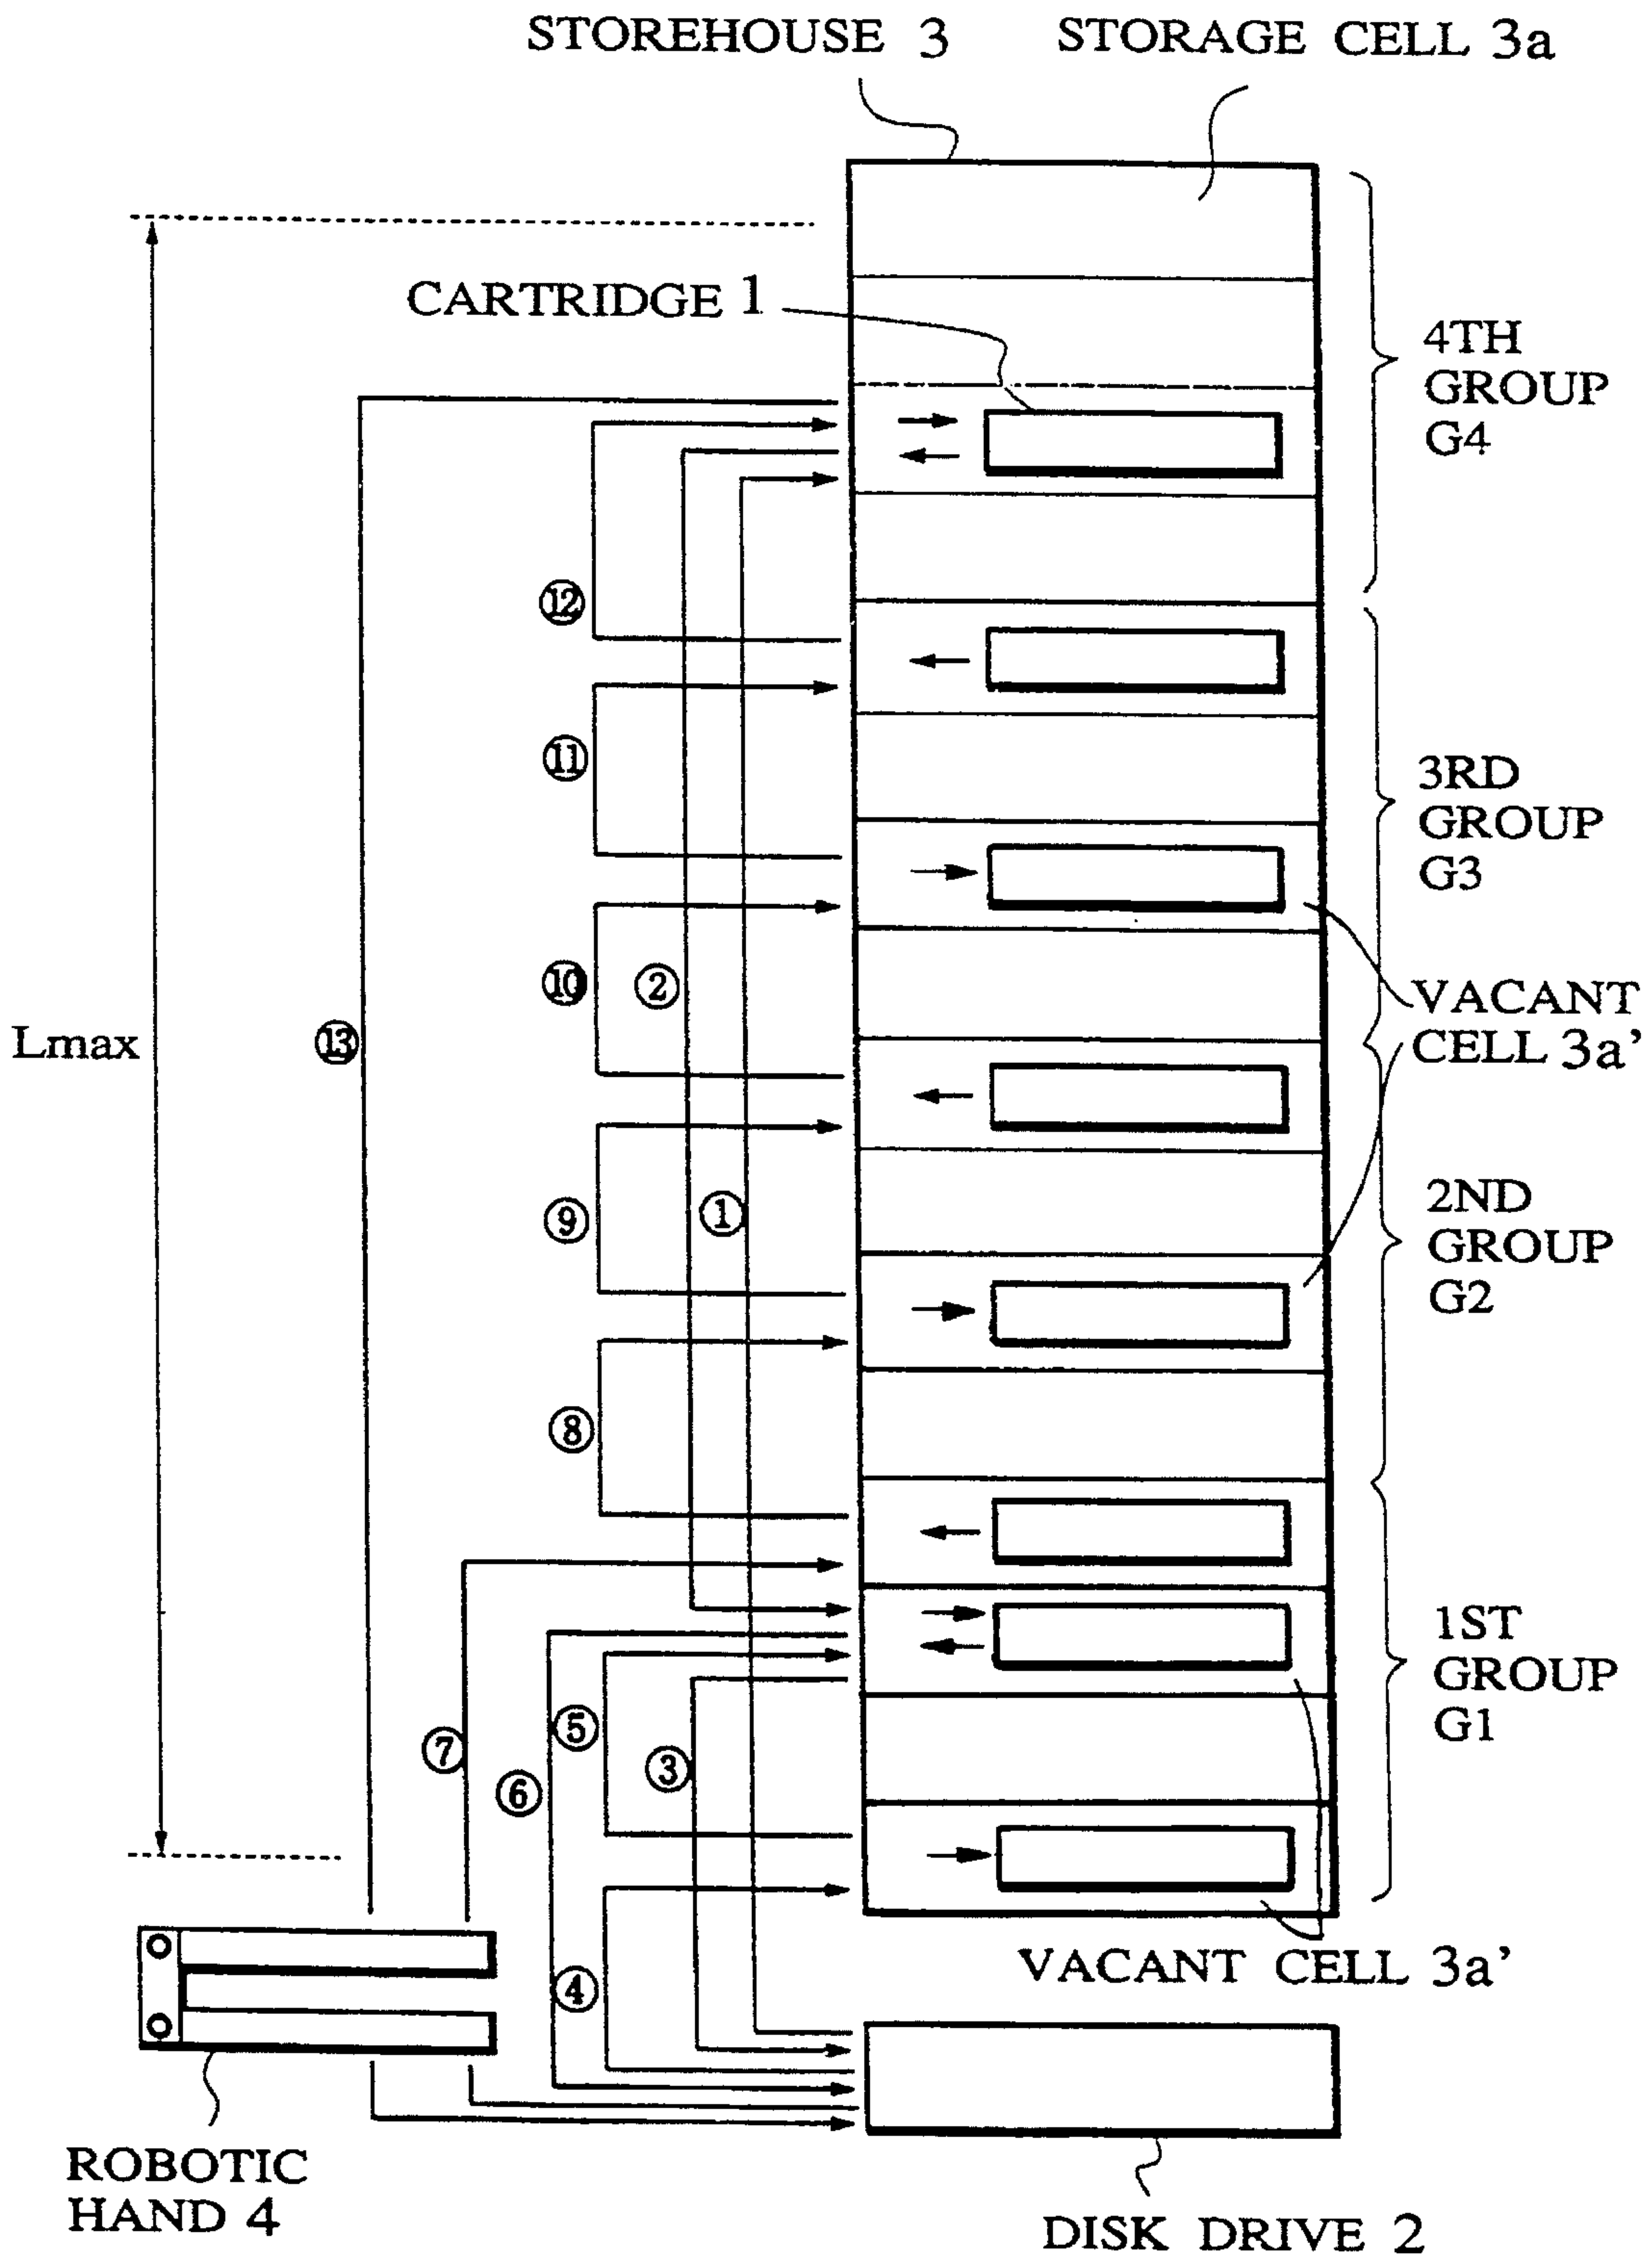 STOREHOUSE 3
STORAGE CELL 3a
CARTRIDGE 1
4TH
GROUP
G4
⑫
⑪
3RD
GROUP
G3
⑩
②
VACANT
CELL 3a'
Lmax
⑬
⑨
①
2ND
GROUP
G2
⑧
1ST
GROUP
G1
⑦
⑥
⑤
③
④
VACANT CELL 3a'
ROBOTIC
HAND 4
DISK DRIVE 2